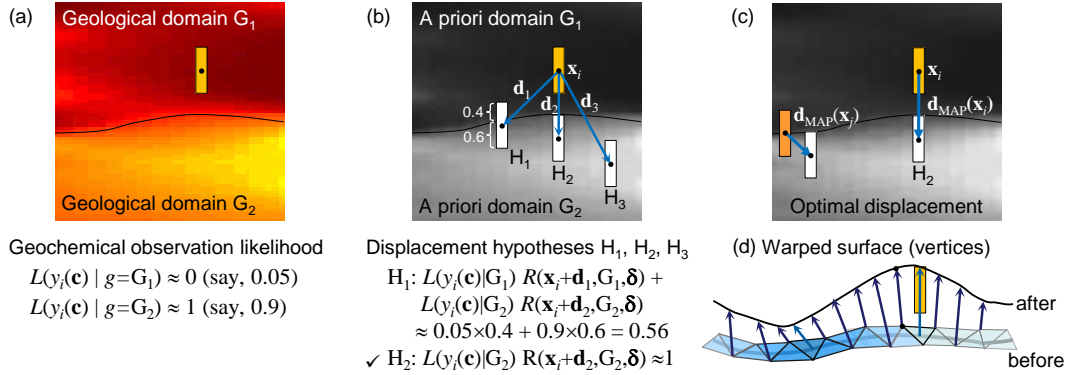 (a)
Geological domain G₁
Geological domain G₂
Geochemical observation likelihood
L(yᵢ(c) | g=G₁) ≈ 0 (say, 0.05)
L(yᵢ(c) | g=G₂) ≈ 1 (say, 0.9)
(b)
A priori domain G₁
xᵢ
d₁
d₂
d₃
0.4
0.6
H₁
H₂
H₃
A priori domain G₂
Displacement hypotheses H₁, H₂, H₃
H₁: L(yᵢ(c)|G₁) R(xᵢ+d₁,G₁,δ) +
L(yᵢ(c)|G₂) R(xᵢ+d₂,G₂,δ)
≈ 0.05×0.4 + 0.9×0.6 = 0.56
✓ H₂: L(yᵢ(c)|G₂) R(xᵢ+d₂,G₂,δ) ≈1
(c)
xᵢ
d_MAP(xⱼ)
d_MAP(xᵢ)
H₂
Optimal displacement
(d) Warped surface (vertices)
after
before